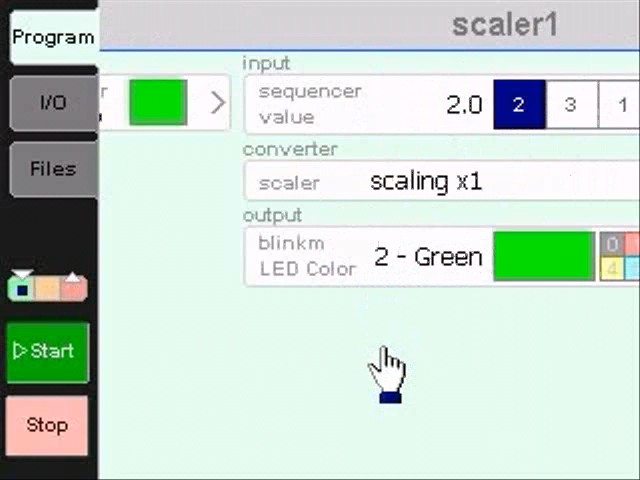 scaler1
Program
I/O
Files
Start
Stop
input
sequencer
value
2.0
2
3
1
converter
scaler
scaling x1
output
blinkm
LED Color
2 - Green
0
4